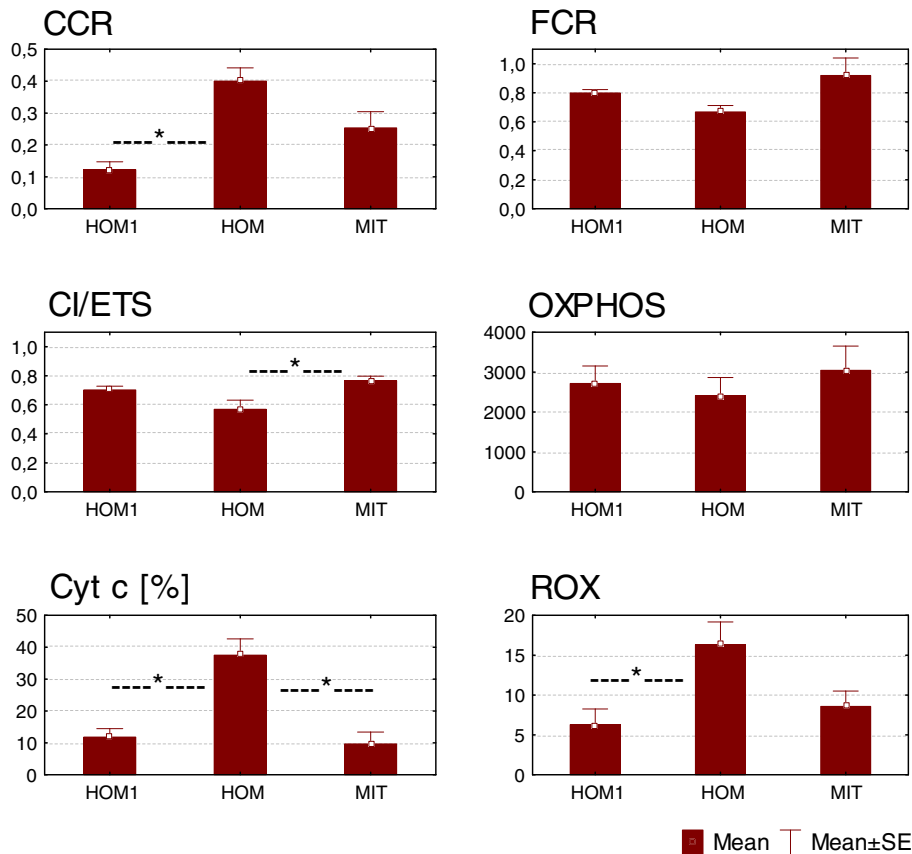 CCR
0,5
0,4
0,3
0,2
0,1
0,0
*
HOM1 HOM MIT
FCR
1,0
0,8
0,6
0,4
0,2
0,0
HOM1 HOM MIT
CI/ETS
1,0
0,8
0,6
0,4
0,2
0,0
*
HOM1 HOM MIT
OXPHOS
4000
3000
2000
1000
0
HOM1 HOM MIT
Cyt c [%]
50
40
30
20
10
0
* *
HOM1 HOM MIT
ROX
20
15
10
5
0
*
HOM1 HOM MIT
Mean Mean±SE